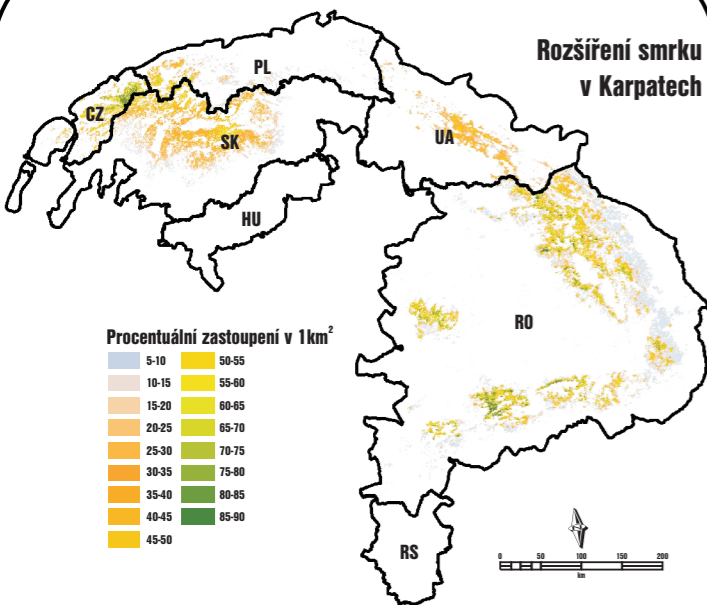 Rozšíření smrku
v Karpatech
PL
CZ
SK
UA
HU
RO
RS
Procentuální zastoupení v 1km²
5-10
10-15
15-20
20-25
25-30
30-35
35-40
40-45
45-50
50-55
55-60
60-65
65-70
70-75
75-80
80-85
85-90
0 50 100 150 200
km